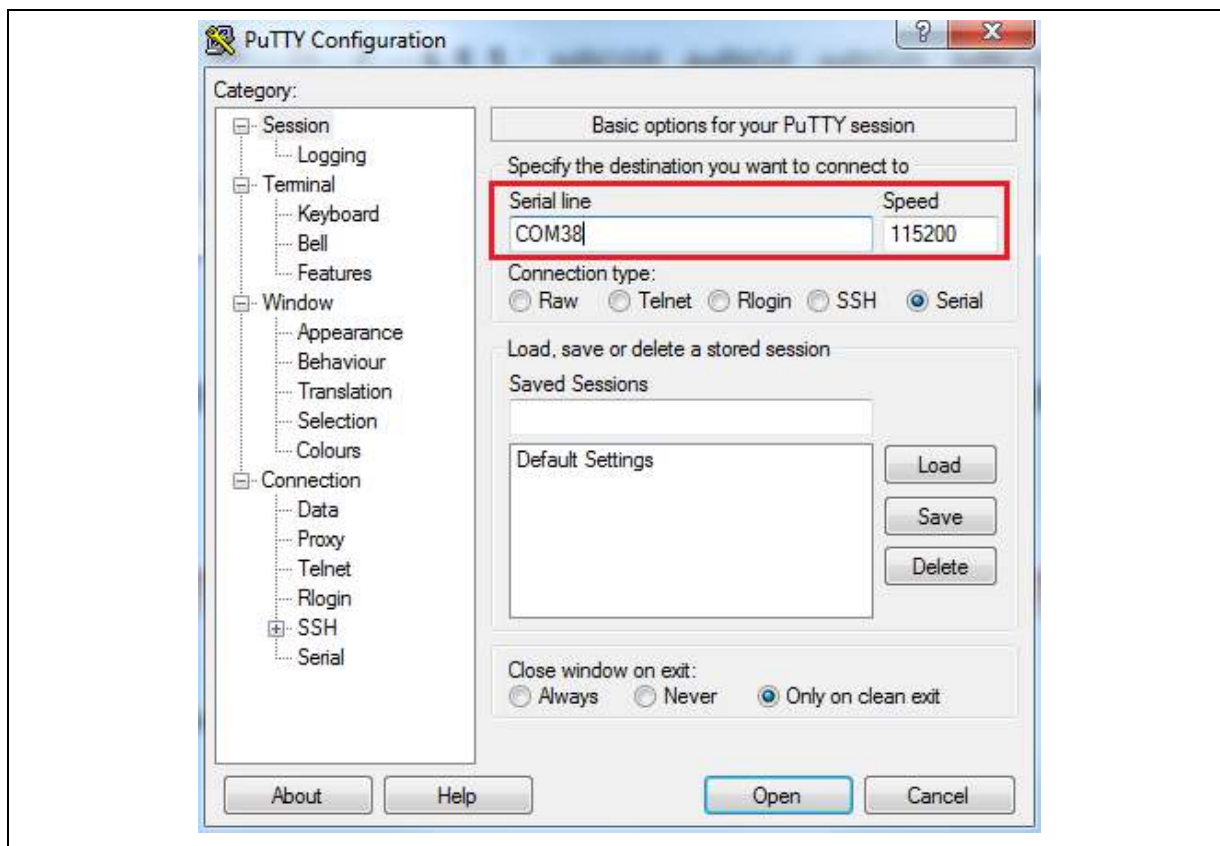 PuTTY Configuration
Category:
Session
Logging
Terminal
Keyboard
Bell
Features
Window
Appearance
Behaviour
Translation
Selection
Colours
Connection
Data
Proxy
Telnet
Rlogin
SSH
Serial
Basic options for your PuTTY session
Specify the destination you want to connect to
Serial line Speed
COM38 115200
Connection type:
Raw Telnet Rlogin SSH Serial
Load, save or delete a stored session
Saved Sessions
Default Settings
Load
Save
Delete
Close window on exit:
Always Never Only on clean exit
About Help Open Cancel